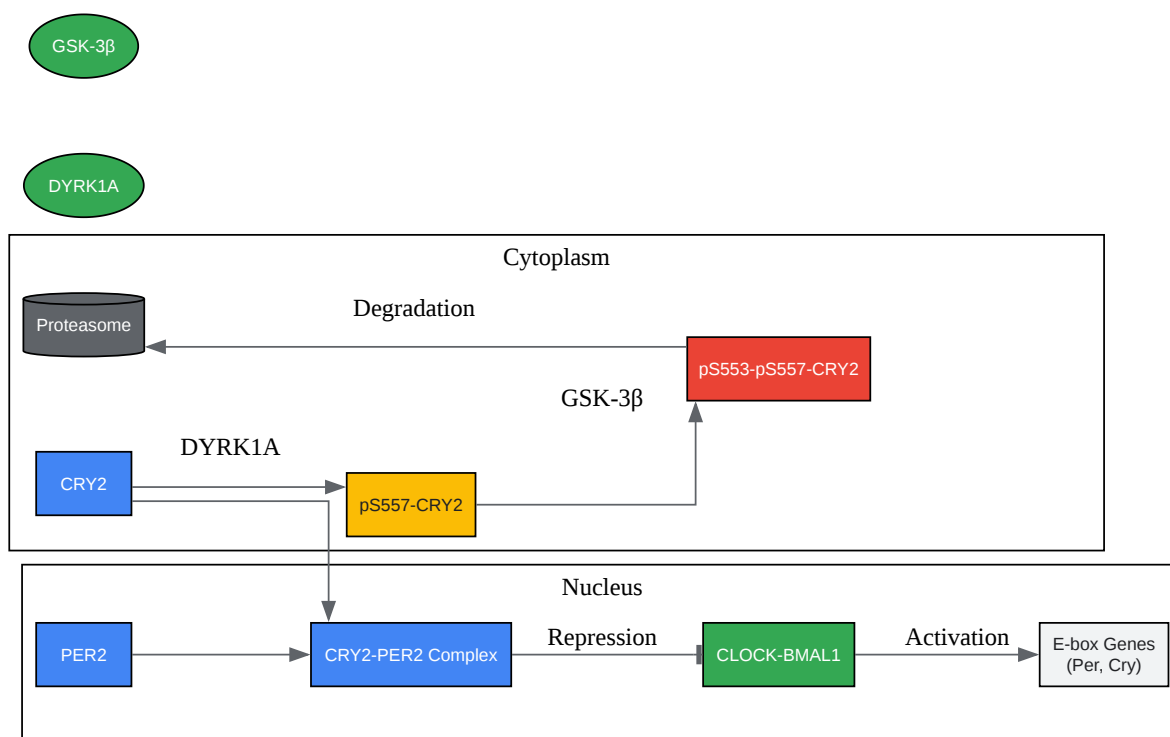 GSK-3β
DYRK1A
Cytoplasm
Degradation
Proteasome
pS553-pS557-CRY2
GSK-3β
DYRK1A
CRY2
pS557-CRY2
Nucleus
PER2
CRY2-PER2 Complex
Repression
CLOCK-BMAL1
Activation
E-box Genes
(Per, Cry)